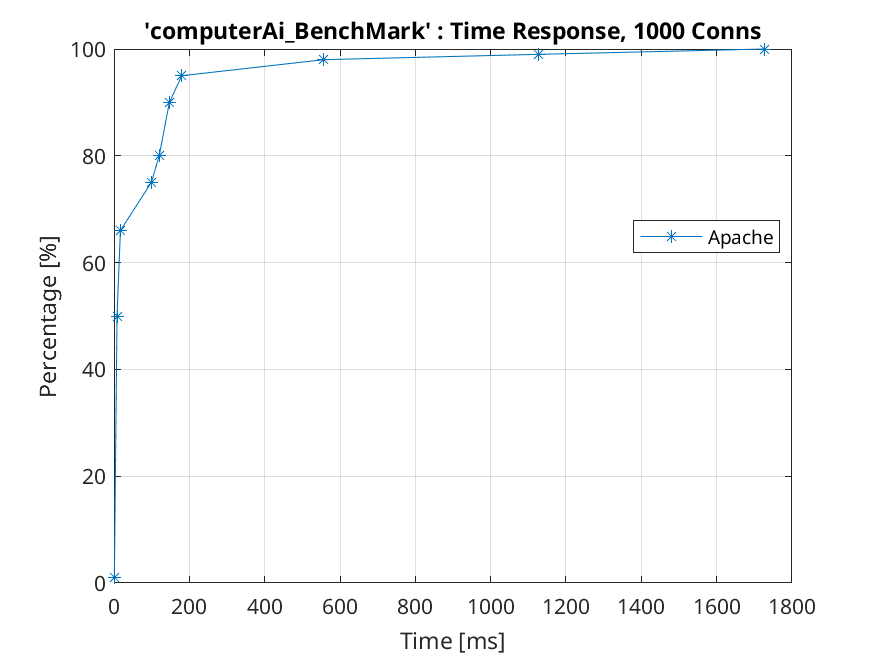 'computerAi_BenchMark' : Time Response, 1000 Conns
100
80
60
40
20
0
Percentage [%]
Apache
0 200 400 600 800 1000 1200 1400 1600 1800
Time [ms]